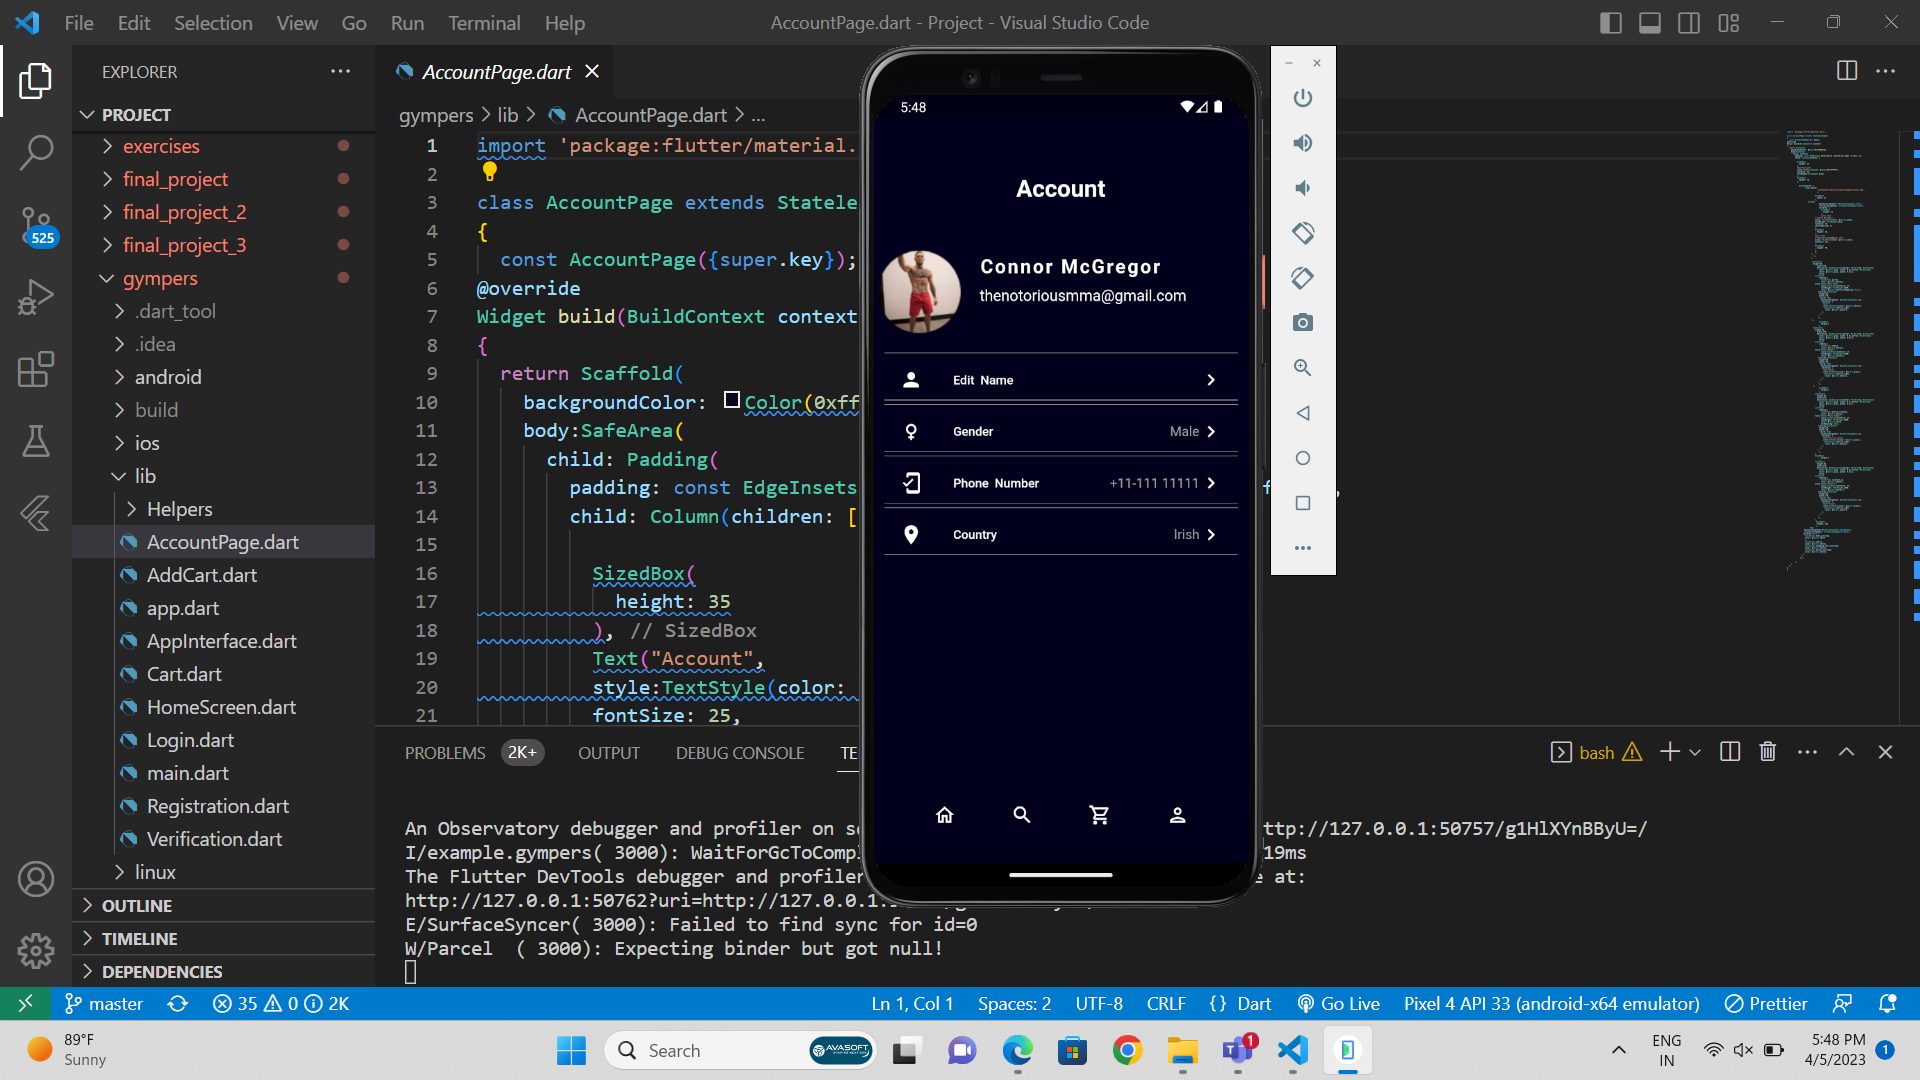 File Edit Selection View Go Run Terminal Help
AccountPage.dart - Project - Visual Studio Code
EXPLORER
PROJECT
exercises
final_project
final_project_2
final_project_3
gympers
.dart_tool
.idea
android
build
ios
lib
Helpers
AccountPage.dart
AddCart.dart
app.dart
AppInterface.dart
Cart.dart
HomeScreen.dart
Login.dart
main.dart
Registration.dart
Verification.dart
linux
OUTLINE
TIMELINE
DEPENDENCIES
525
AccountPage.dart
gympers > lib > AccountPage.dart > ...
1 import 'package:flutter/material.
2
3 class AccountPage extends Statele
4 {
5 const AccountPage({super.key});
6 @override
7 Widget build(BuildContext context
8 {
9 return Scaffold(
10 backgroundColor: Color(0xff
11 body:SafeArea(
12 child: Padding(
13 padding: const EdgeInsets
14 child: Column(children: [
15
16 SizedBox(
17 height: 35
18 ), // SizedBox
19 Text("Account",
20 style:TextStyle(color:
21 fontSize: 25,
5:48
Account
Connor McGregor
thenotoriousmma@gmail.com
Edit Name
Gender Male
Phone Number +11-111 11111
Country Irish
PROBLEMS 2K+ OUTPUT DEBUG CONSOLE TE
bash
An Observatory debugger and profiler on s ttp://127.0.0.1:50757/g1HlXYnBByU=/
I/example.gympers( 3000): WaitForGcToCompl 19ms
The Flutter DevTools debugger and profiler e at:
http://127.0.0.1:50762?uri=http://127.0.0.1:
E/SurfaceSyncer( 3000): Failed to find sync for id=0
W/Parcel ( 3000): Expecting binder but got null!
master 35 0 2K Ln 1, Col 1 Spaces: 2 UTF-8 CRLF {} Dart Go Live Pixel 4 API 33 (android-x64 emulator) Prettier
89°F
Sunny
Search
AVASOFT
1
ENG
IN
5:48 PM
4/5/2023
1